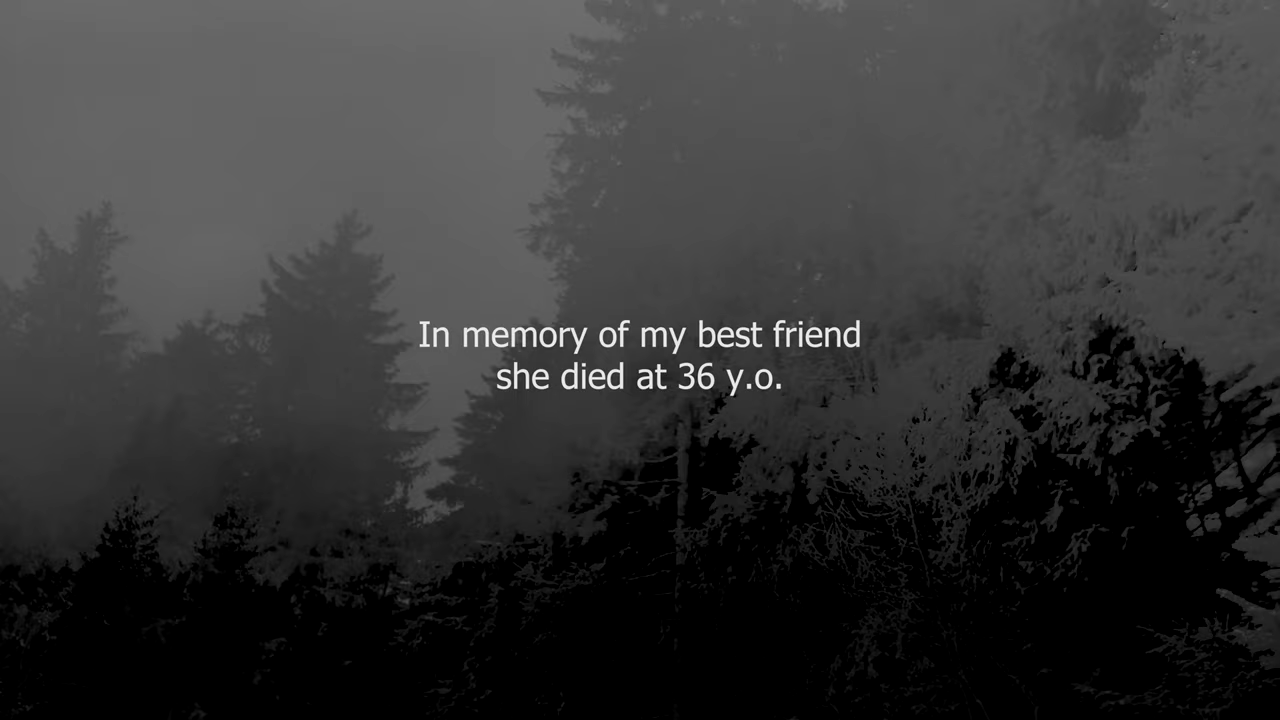 In memory of my best friend
she died at 36 y.o.